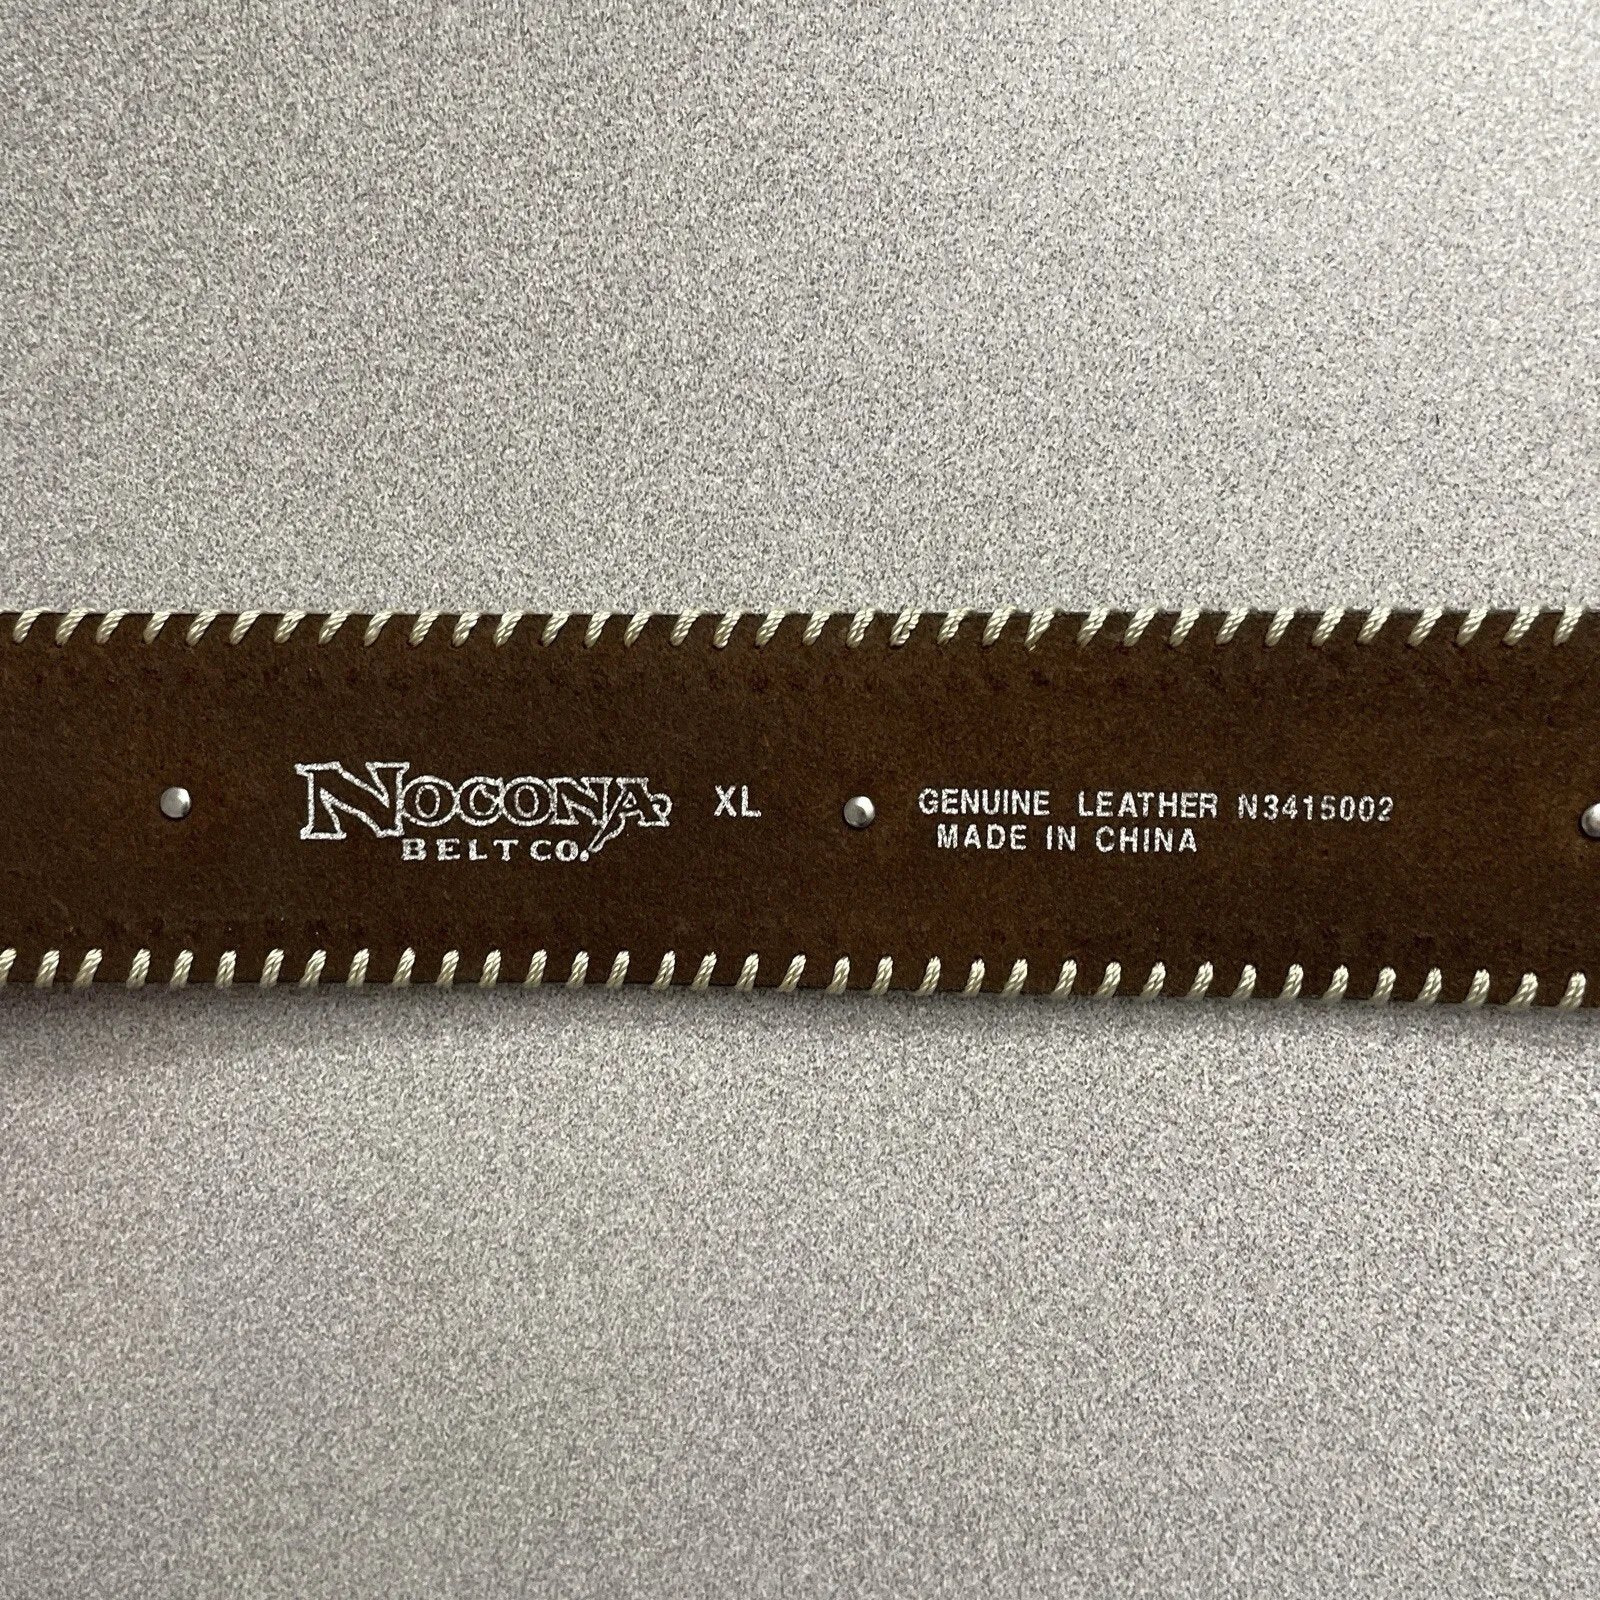 NOCONA XL
BELT CO.
GENUINE LEATHER N3415002
MADE IN CHINA